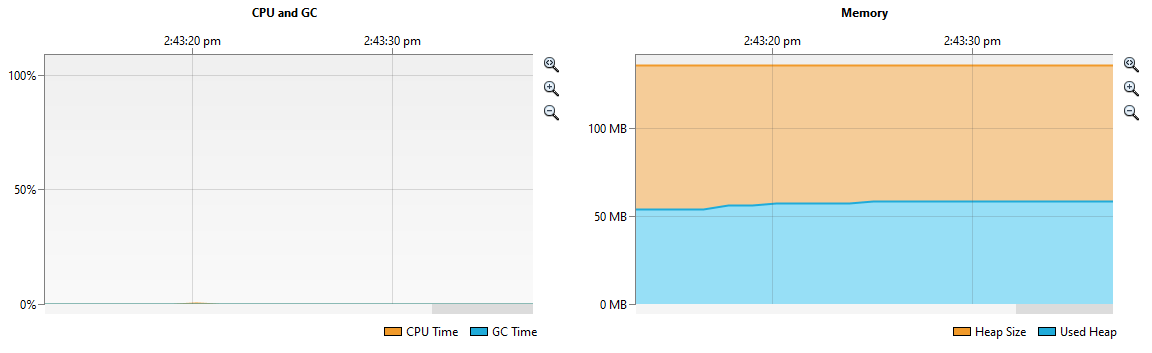 CPU and GC
2:43:20 pm 2:43:30 pm
100%
50%
0%
CPU Time GC Time
Memory
2:43:20 pm 2:43:30 pm
100 MB
50 MB
0 MB
Heap Size Used Heap